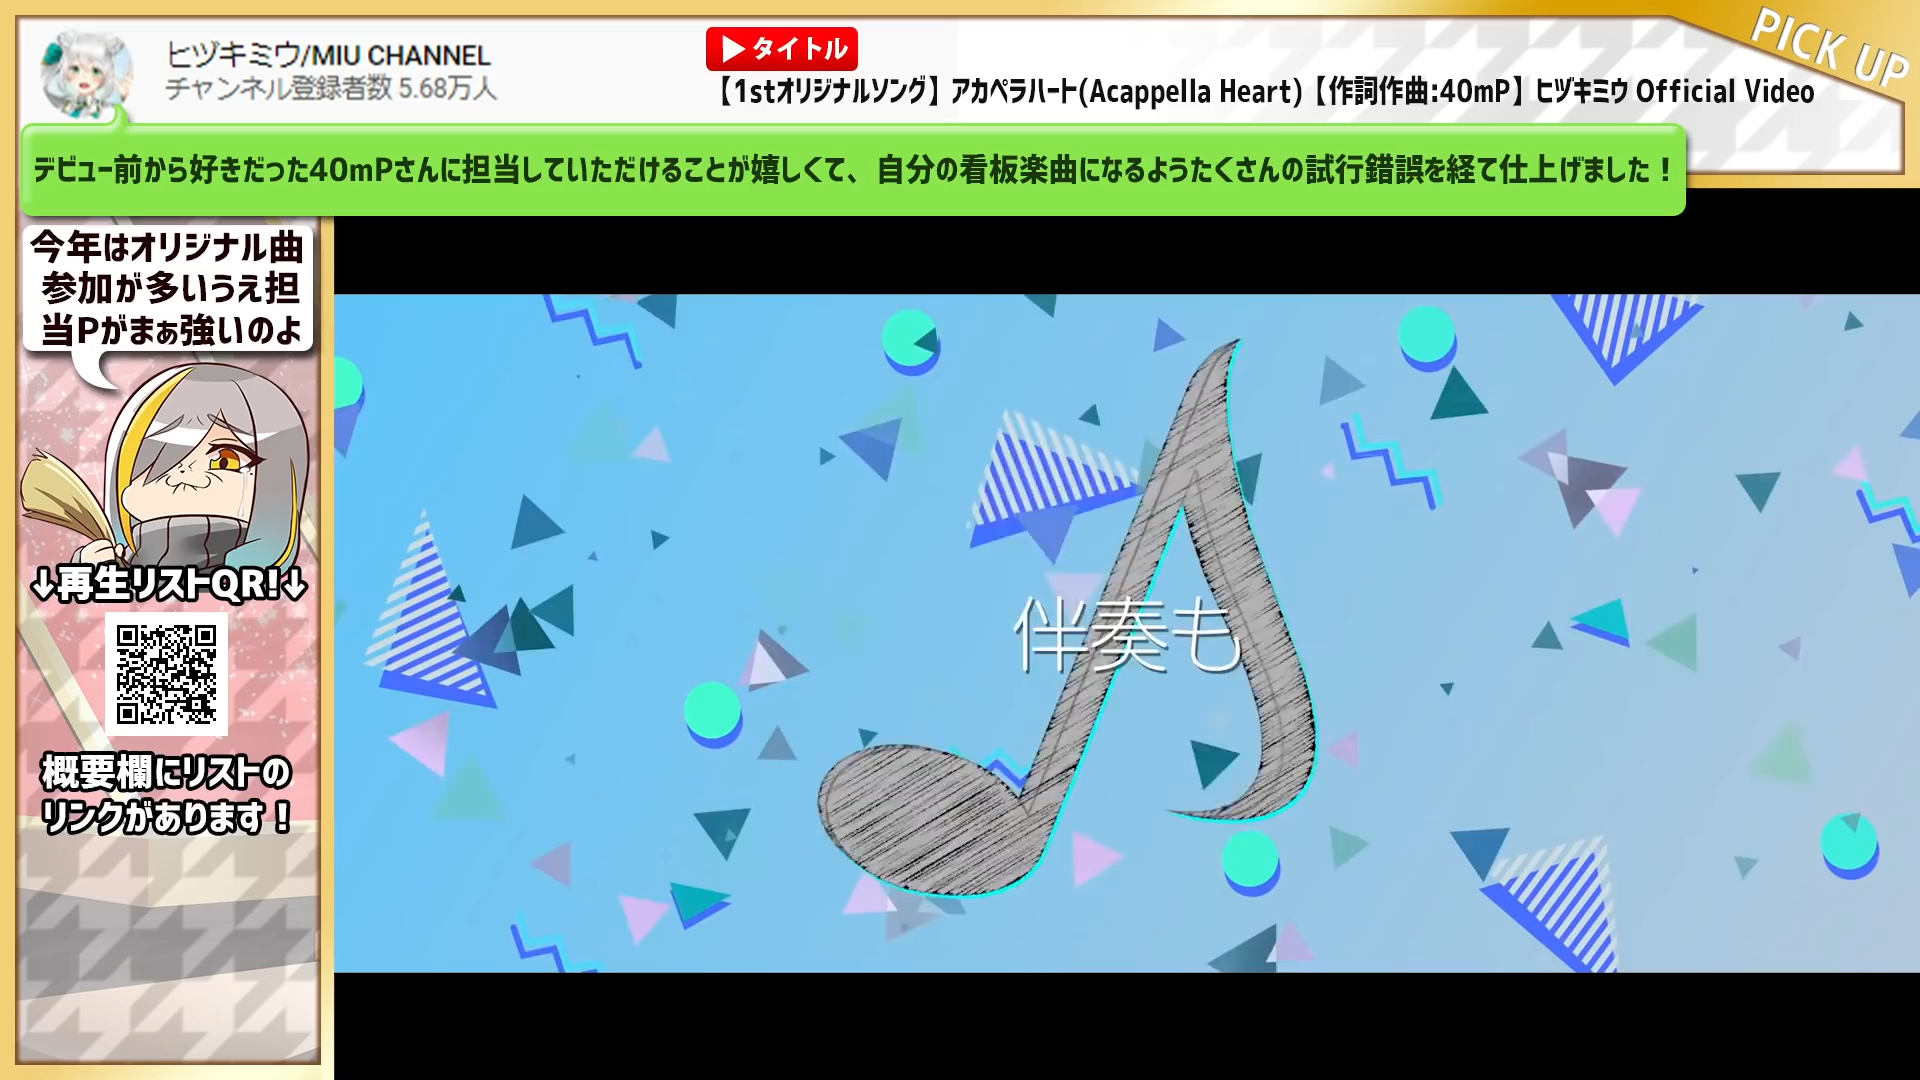 ヒヅキミウ/MIU CHANNEL
チャンネル登録者数 5.68万人
タイトル
【1stオリジナルソング】アカペラハート(Acappella Heart)【作詞作曲:40mP】ヒヅキミウ Official Video
PICK UP
デビュー前から好きだった40mPさんに担当していただけることが嬉しくて、自分の看板楽曲になるようたくさんの試行錯誤を経て仕上げました！
今年はオリジナル曲
参加が多いうえ担
当Pがまぁ強いのよ
↓再生リストQR!↓
概要欄にリストの
リンクがあります！
伴奏も